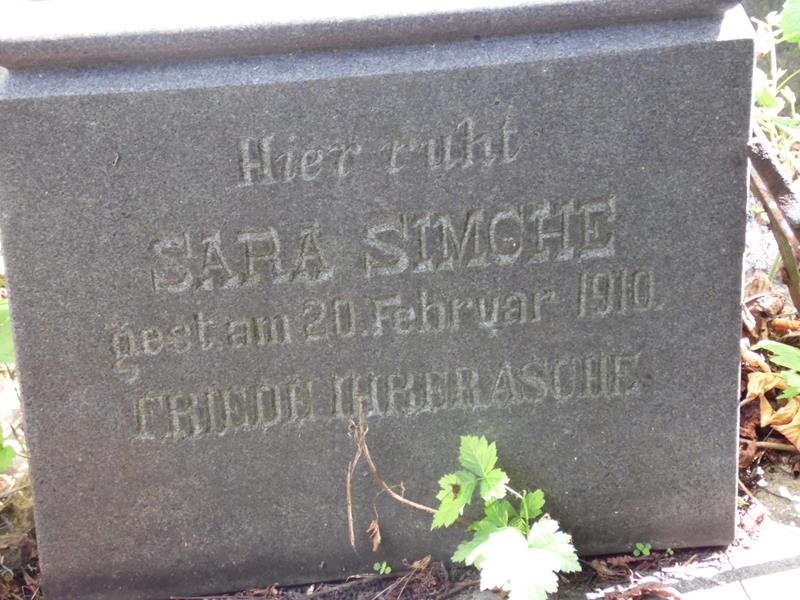 Hier ruht
SARA SIMCHE
gest am 20. Februar 1910.
FRIEDE IHRER ASCHE